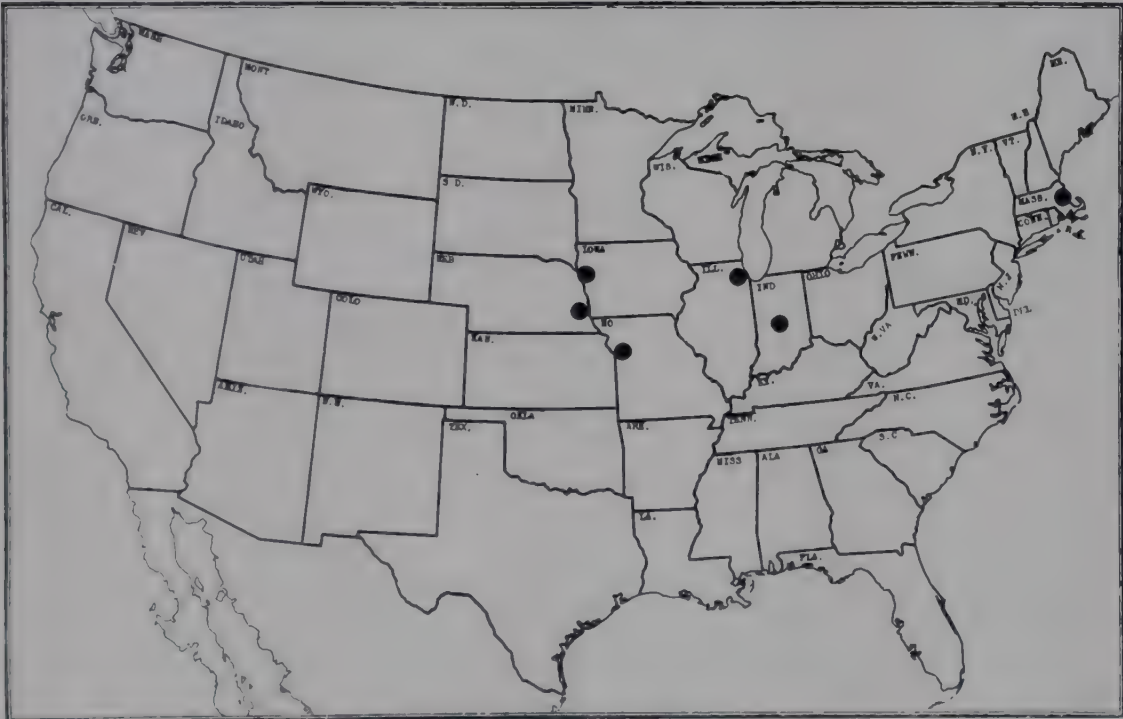 WASH
MONT
N.D.
MINN.
ME.
ORE.
IDAHO
N.H
VT.
N.Y.
WIS.
S D.
WYO.
MASS.
CONN.
CAL.
NEV
UTAH
NEB
IOWA
ILL.
IND
OHIO
PENN.
N.J
COLO
MO
MD.
DEL
W.VA
KAN.
KY.
VA.
ARIZ.
N.M.
OKLA
TEX.
ARK.
TENN.
N.C.
S.C
MISS
ALA
GA
LA.
FLA.